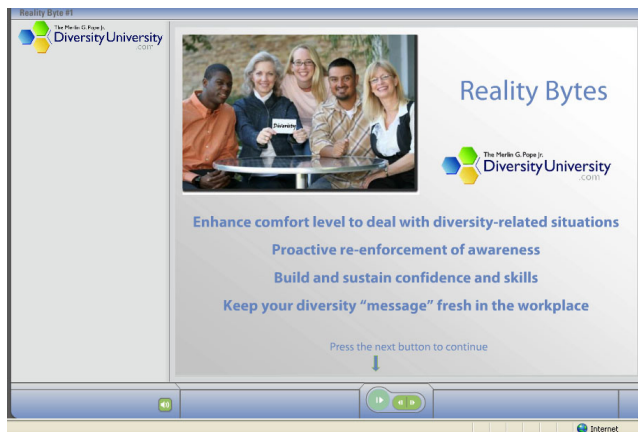 Reality Byte #1
The Merlin G. Pope Jr.
DiversityUniversity
.com
Diversity
Reality Bytes
The Merlin G. Pope Jr.
DiversityUniversity
.com
Enhance comfort level to deal with diversity-related situations
Proactive re-enforcement of awareness
Build and sustain confidence and skills
Keep your diversity “message” fresh in the workplace
Press the next button to continue
Internet